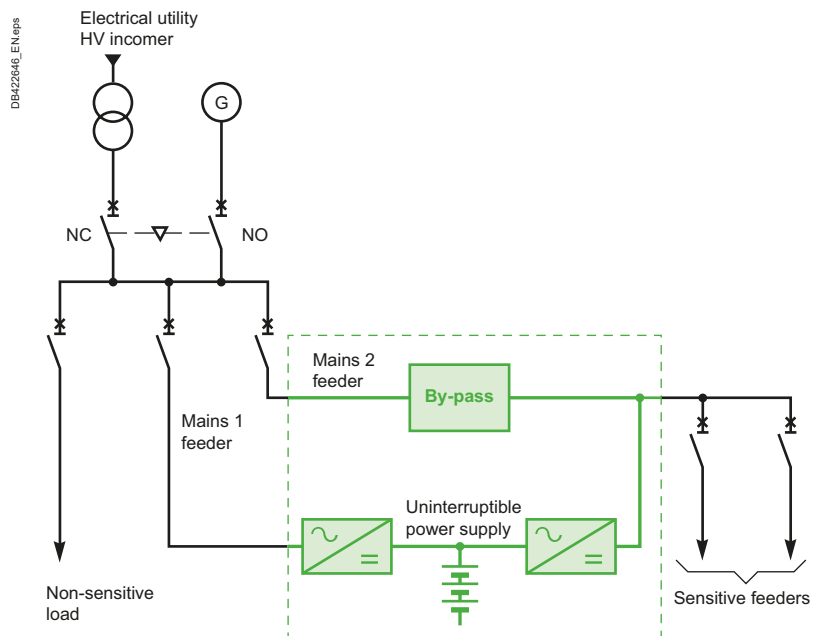 DB422646_EN.eps
Electrical utility
HV incomer
G
NC
NO
Mains 2
feeder
By-pass
Mains 1
feeder
Uninterruptible
power supply
Non-sensitive
load
Sensitive feeders